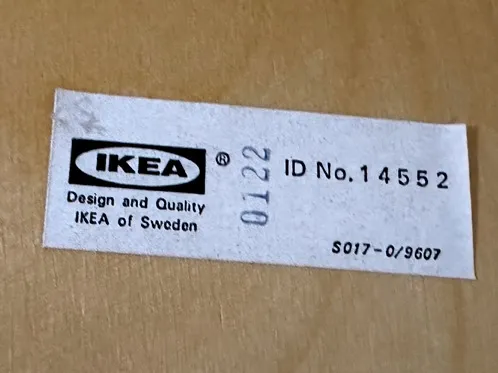 IKEA ®
Design and Quality
IKEA of Sweden
0122
ID No. 14552
S017-0/9607